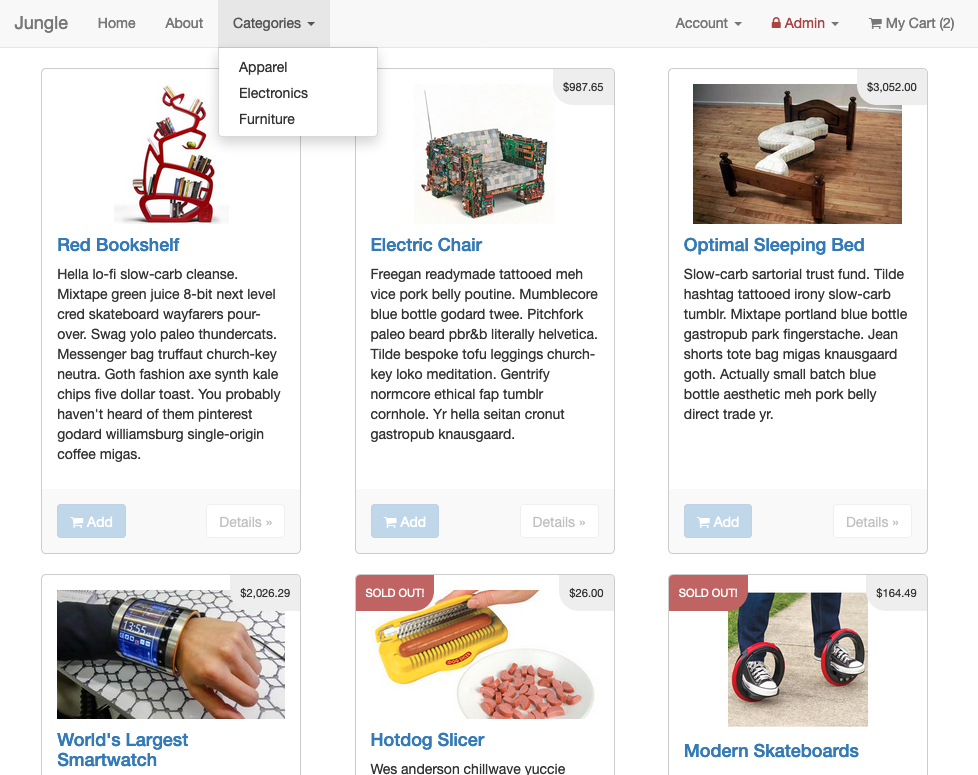 Jungle Home About Categories Account Admin My Cart (2)
Apparel
Electronics
Furniture
$987.65
$3,052.00
Red Bookshelf
Hella lo-fi slow-carb cleanse.
Mixtape green juice 8-bit next level
cred skateboard wayfarers pour-
over. Swag yolo paleo thundercats.
Messenger bag truffaut church-key
neutra. Goth fashion axe synth kale
chips five dollar toast. You probably
haven't heard of them pinterest
godard williamsburg single-origin
coffee migas.
Add Details »
Electric Chair
Freegan readymade tattooed meh
vice pork belly poutine. Mumblecore
blue bottle godard twee. Pitchfork
paleo beard pbr&b literally helvetica.
Tilde bespoke tofu leggings church-
key loko meditation. Gentrify
normcore ethical fap tumblr
cornhole. Yr hella seitan cronut
gastropub knausgaard.
Add Details »
Optimal Sleeping Bed
Slow-carb sartorial trust fund. Tilde
hashtag tattooed irony slow-carb
tumblr. Mixtape portland blue bottle
gastropub park fingerstache. Jean
shorts tote bag migas knausgaard
goth. Actually small batch blue
bottle aesthetic meh pork belly
direct trade yr.
Add Details »
$2,026.29
13:55
World's Largest
Smartwatch
SOLD OUT! $26.00
Hotdog Slicer
Wes anderson chillwave yuccie
SOLD OUT! $164.49
Modern Skateboards